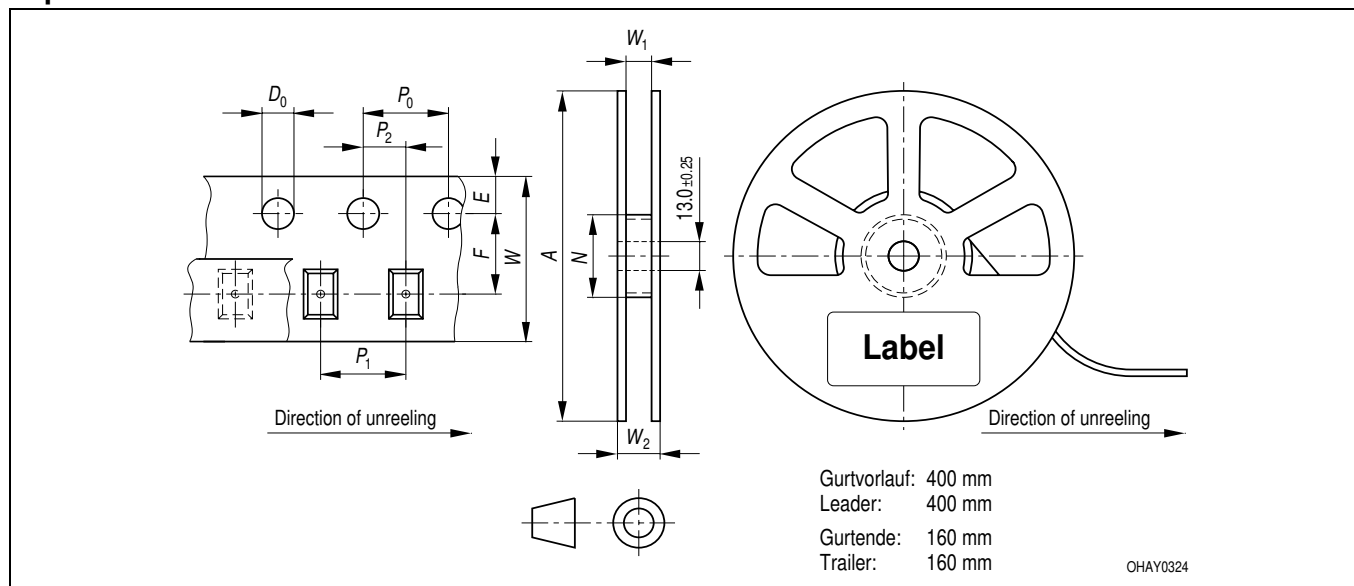 W1
D0
P0
P2
E
F
W
A
N
13.0 ±0.25
P1
W2
Label
Direction of unreeling
Direction of unreeling
Gurtvorlauf: 400 mm
Leader: 400 mm
Gurtende: 160 mm
Trailer: 160 mm
OHAY0324